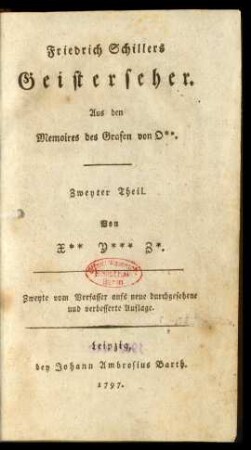 Friedrich Schillers
Geisterseher.
Aus den
Memoires des Grafen von O**.
Zweyter Theil.
Von
X** Y*** Z*.
Zweyte vom Verfasser aufs neue durchgesehene
und verbesserte Auflage.
Leipzig,
bey Johann Ambrosius Barth.
1797.